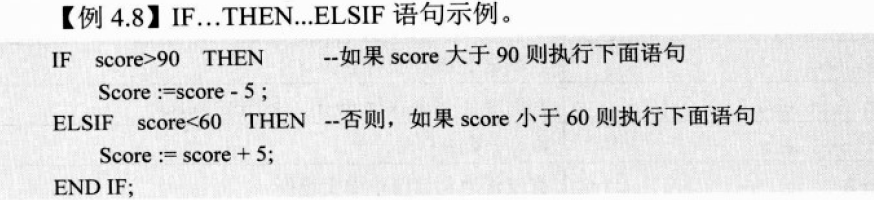 【例 4.8】IF…THEN...ELSIF 语句示例。
IF score>90 THEN --如果 score 大于 90 则执行下面语句
Score :=score - 5 ;
ELSIF score<60 THEN --否则，如果 score 小于 60 则执行下面语句
Score := score + 5;
END IF;